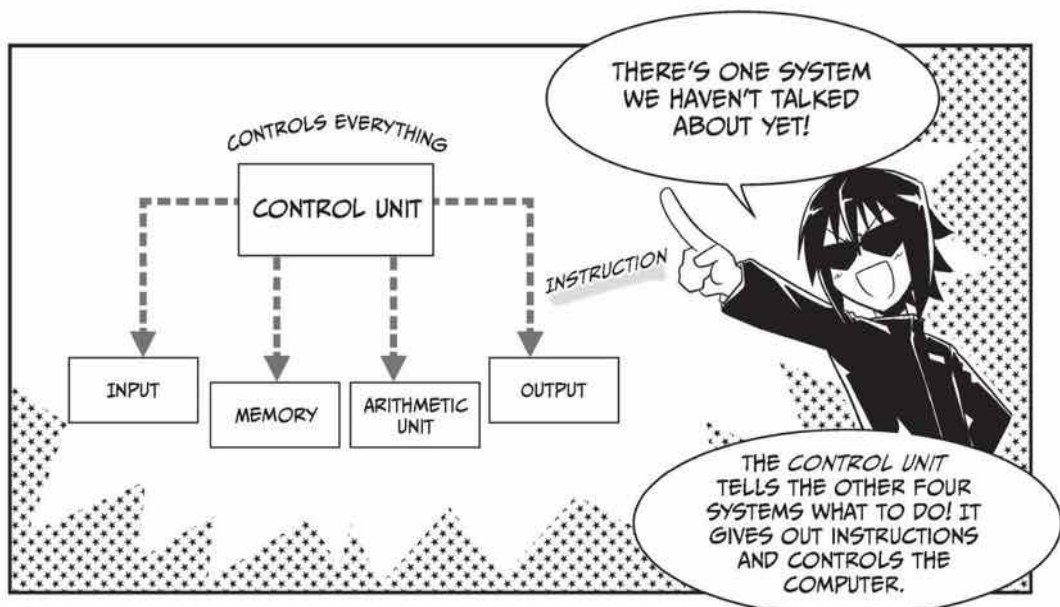 THERE'S ONE SYSTEM
WE HAVEN'T TALKED
ABOUT YET!
CONTROLS EVERYTHING
CONTROL UNIT
INSTRUCTION
INPUT
MEMORY
ARITHMETIC
UNIT
OUTPUT
THE CONTROL UNIT
TELLS THE OTHER FOUR
SYSTEMS WHAT TO DO! IT
GIVES OUT INSTRUCTIONS
AND CONTROLS THE
COMPUTER.